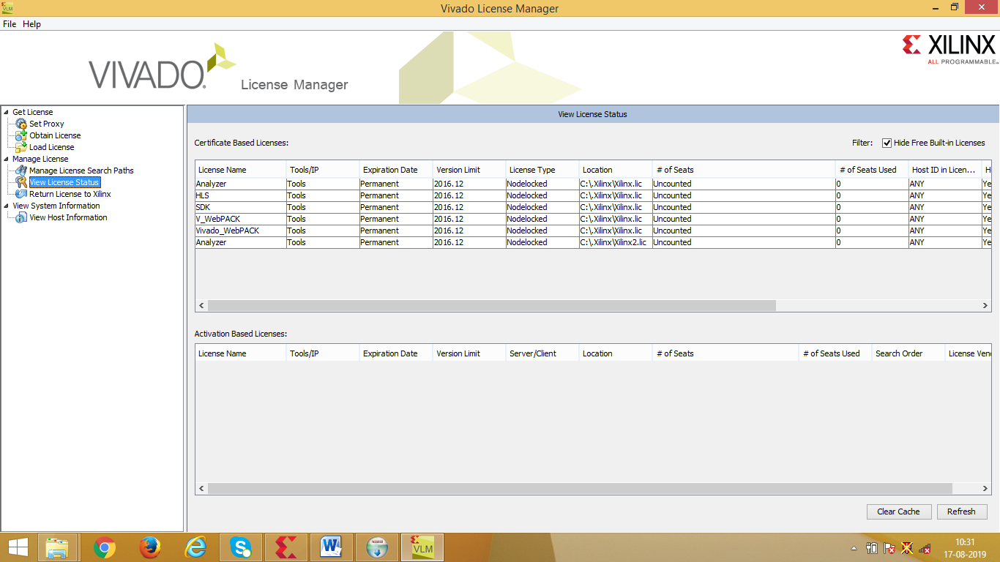 VLM
Vivado License Manager
File Help
VIVADO.
License Manager
XILINX
ALL PROGRAMMABLE™
Get License
Set Proxy
Obtain License
Load License
Manage License
Manage License Search Paths
View License Status
Return License to Xilinx
View System Information
View Host Information
View License Status
Certificate Based Licenses: Filter: Hide Free Built-in Licenses
License Name Tools/IP Expiration Date Version Limit License Type Location # of Seats # of Seats Used Host ID in Licen... H
Analyzer Tools Permanent 2016.12 Nodelocked C:\.Xilinx\Xilinx.lic Uncounted 0 ANY Ye
HLS Tools Permanent 2016.12 Nodelocked C:\.Xilinx\Xilinx.lic Uncounted 0 ANY Ye
SDK Tools Permanent 2016.12 Nodelocked C:\.Xilinx\Xilinx.lic Uncounted 0 ANY Ye
V_WebPACK Tools Permanent 2016.12 Nodelocked C:\.Xilinx\Xilinx.lic Uncounted 0 ANY Ye
Vivado_WebPACK Tools Permanent 2016.12 Nodelocked C:\.Xilinx\Xilinx.lic Uncounted 0 ANY Ye
Analyzer Tools Permanent 2016.12 Nodelocked C:\.Xilinx\Xilinx2.lic Uncounted 0 ANY Ye
Activation Based Licenses:
License Name Tools/IP Expiration Date Version Limit Server/Client Location # of Seats # of Seats Used Search Order License Vend
Clear Cache Refresh
VLM
10:31
17-08-2019